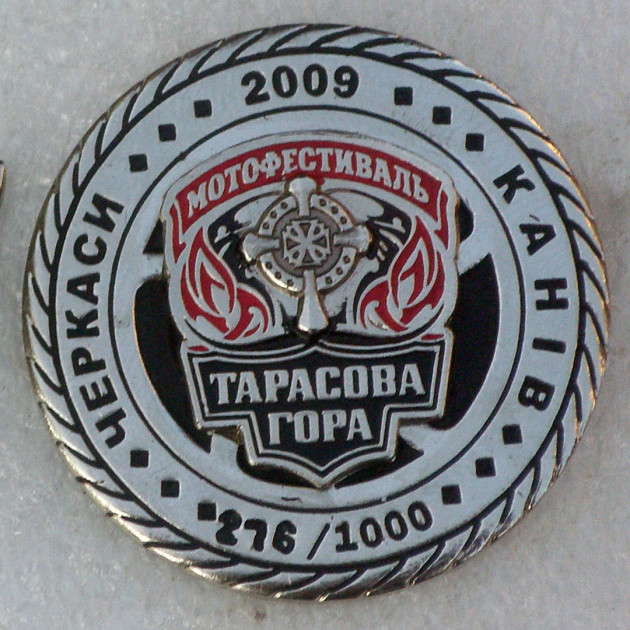 2009
ЧЕРКАСИ
КАНІВ
МОТОФЕСТИВАЛЬ
ТАРАСОВА
ГОРА
276/1000